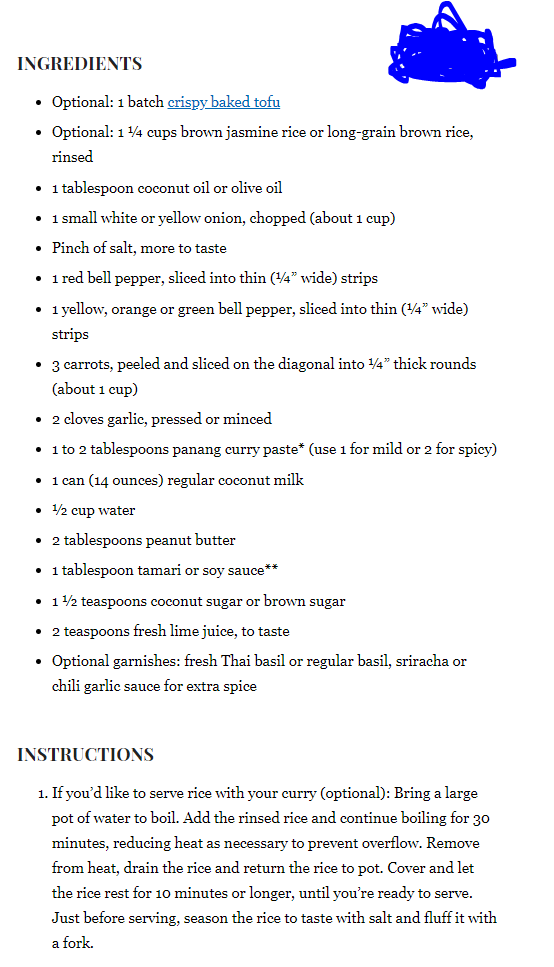 INGREDIENTS
• Optional: 1 batch crispy baked tofu
• Optional: 1 ¼ cups brown jasmine rice or long-grain brown rice,
rinsed
• 1 tablespoon coconut oil or olive oil
• 1 small white or yellow onion, chopped (about 1 cup)
• Pinch of salt, more to taste
• 1 red bell pepper, sliced into thin (¼” wide) strips
• 1 yellow, orange or green bell pepper, sliced into thin (¼” wide)
strips
• 3 carrots, peeled and sliced on the diagonal into ¼” thick rounds
(about 1 cup)
• 2 cloves garlic, pressed or minced
• 1 to 2 tablespoons panang curry paste* (use 1 for mild or 2 for spicy)
• 1 can (14 ounces) regular coconut milk
• ½ cup water
• 2 tablespoons peanut butter
• 1 tablespoon tamari or soy sauce**
• 1 ½ teaspoons coconut sugar or brown sugar
• 2 teaspoons fresh lime juice, to taste
• Optional garnishes: fresh Thai basil or regular basil, sriracha or
chili garlic sauce for extra spice
INSTRUCTIONS
1. If you’d like to serve rice with your curry (optional): Bring a large
pot of water to boil. Add the rinsed rice and continue boiling for 30
minutes, reducing heat as necessary to prevent overflow. Remove
from heat, drain the rice and return the rice to pot. Cover and let
the rice rest for 10 minutes or longer, until you’re ready to serve.
Just before serving, season the rice to taste with salt and fluff it with
a fork.